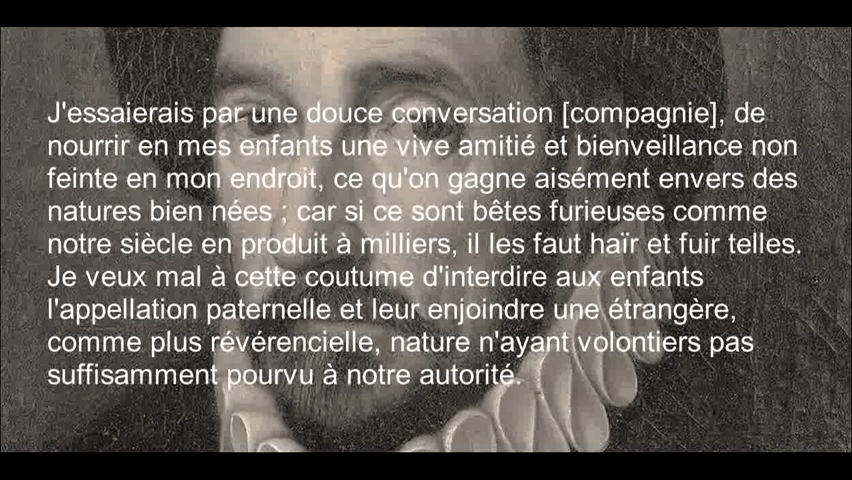 J'essaierais par une douce conversation [compagnie], de
nourrir en mes enfants une vive amitié et bienveillance non
feinte en mon endroit, ce qu'on gagne aisément envers des
natures bien nées ; car si ce sont bêtes furieuses comme
notre siècle en produit à milliers, il les faut haïr et fuir telles.
Je veux mal à cette coutume d'interdire aux enfants
l'appellation paternelle et leur enjoindre une étrangère,
comme plus révérencielle, nature n'ayant volontiers pas
suffisamment pourvu à notre autorité.